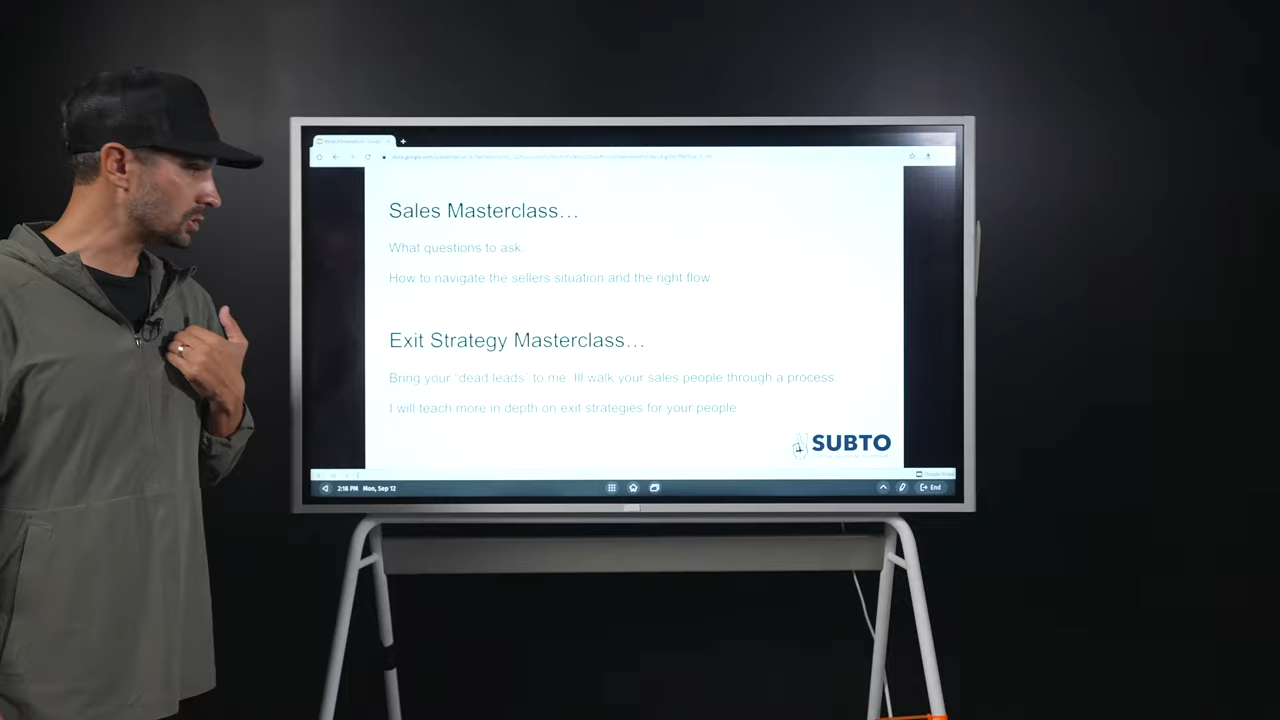 Sales Masterclass…
What questions to ask.
How to navigate the sellers situation and the right flow.
Exit Strategy Masterclass…
Bring your “dead leads” to me. Ill walk your sales people through a process.
I will teach more in depth on exit strategies for your people.
SUBTO
2:18 PM Mon, Sep 12
End